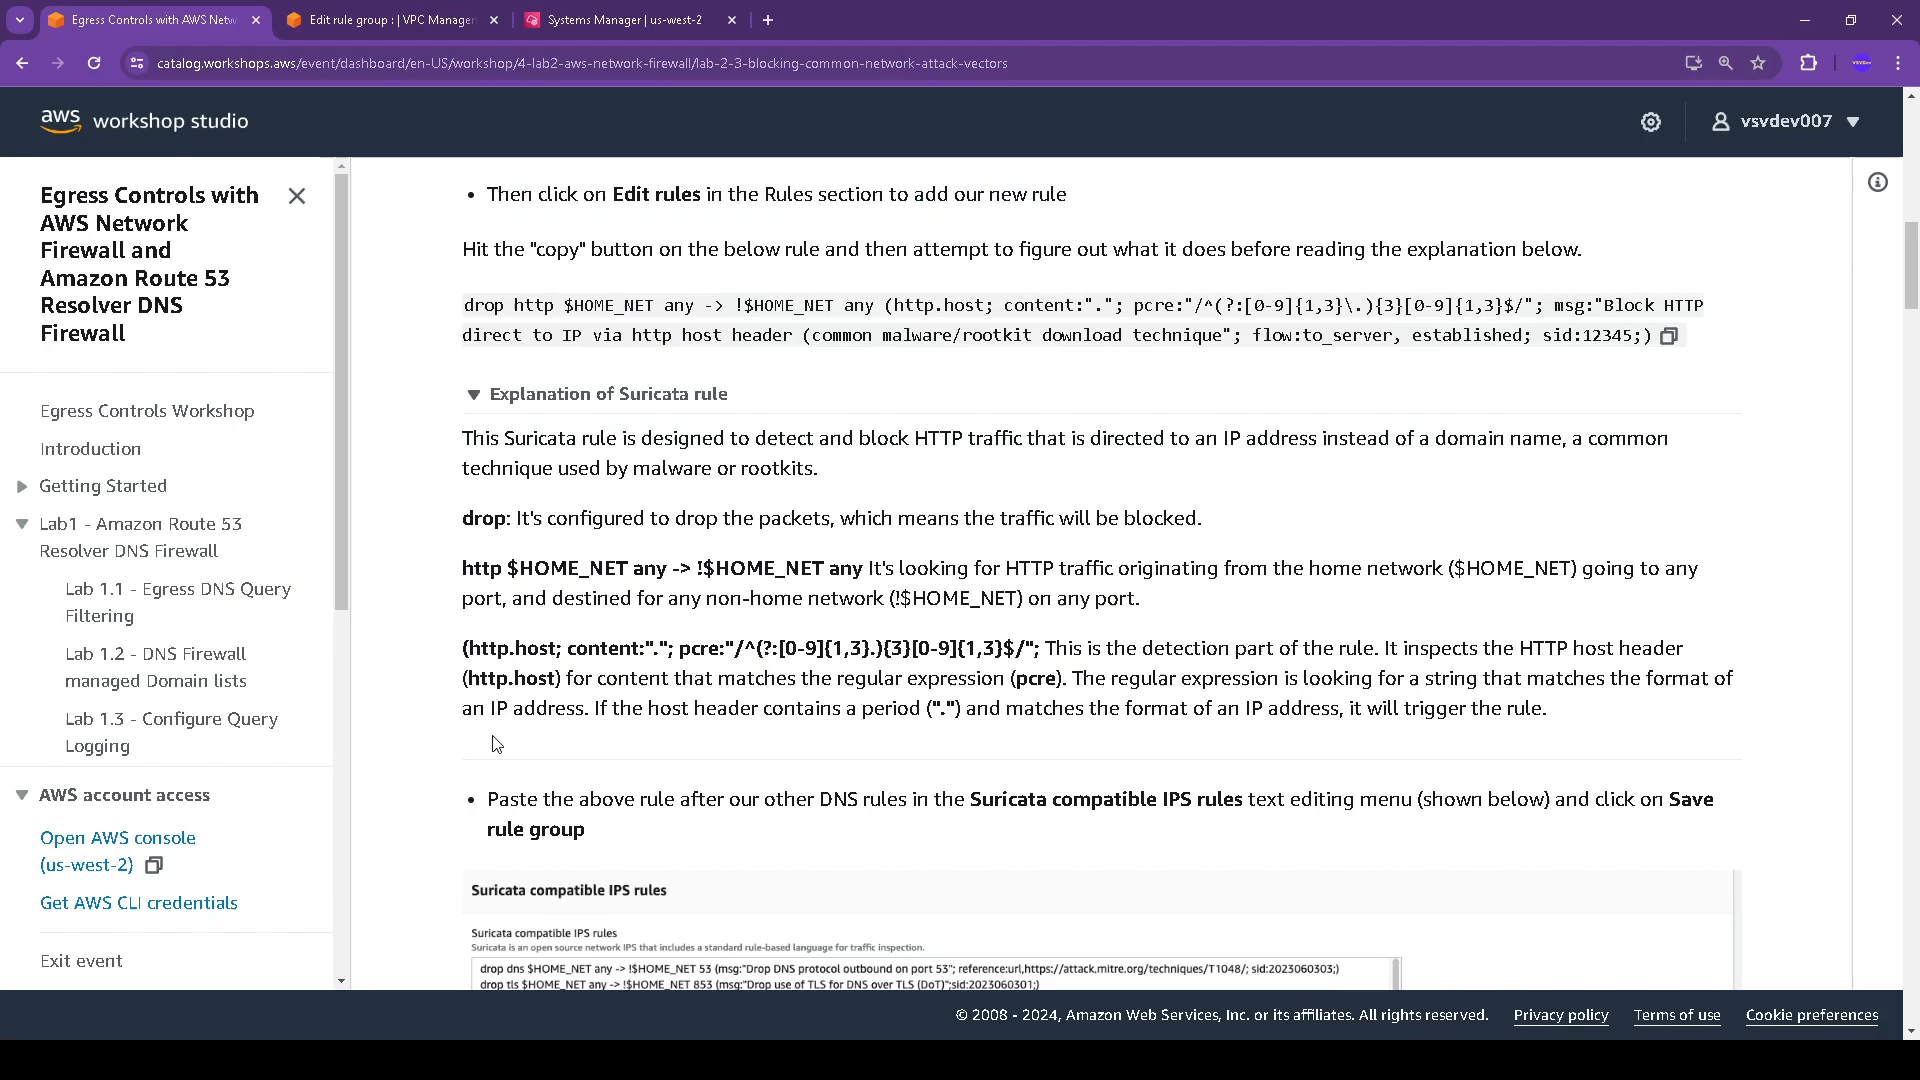 Egress Controls with AWS Netw
Edit rule group : | VPC Manager
Systems Manager | us-west-2
catalog.workshops.aws/event/dashboard/en-US/workshop/4-lab2-aws-network-firewall/lab-2-3-blocking-common-network-attack-vectors
aws workshop studio
vsvdev007
Egress Controls with
AWS Network
Firewall and
Amazon Route 53
Resolver DNS
Firewall
Egress Controls Workshop
Introduction
Getting Started
Lab1 - Amazon Route 53
Resolver DNS Firewall
Lab 1.1 - Egress DNS Query
Filtering
Lab 1.2 - DNS Firewall
managed Domain lists
Lab 1.3 - Configure Query
Logging
AWS account access
Open AWS console
(us-west-2)
Get AWS CLI credentials
Exit event
• Then click on Edit rules in the Rules section to add our new rule
Hit the "copy" button on the below rule and then attempt to figure out what it does before reading the explanation below.
drop http $HOME_NET any -> !$HOME_NET any (http.host; content:"."; pcre:"/^(?:[0-9]{1,3}\.){3}[0-9]{1,3}$/"; msg:"Block HTTP
direct to IP via http host header (common malware/rootkit download technique"; flow:to_server, established; sid:12345;)
Explanation of Suricata rule
This Suricata rule is designed to detect and block HTTP traffic that is directed to an IP address instead of a domain name, a common
technique used by malware or rootkits.
drop: It's configured to drop the packets, which means the traffic will be blocked.
http $HOME_NET any -> !$HOME_NET any It's looking for HTTP traffic originating from the home network ($HOME_NET) going to any
port, and destined for any non-home network (!$HOME_NET) on any port.
(http.host; content:"."; pcre:"/^(?:[0-9]{1,3}.){3}[0-9]{1,3}$/"; This is the detection part of the rule. It inspects the HTTP host header
(http.host) for content that matches the regular expression (pcre). The regular expression is looking for a string that matches the format of
an IP address. If the host header contains a period (".") and matches the format of an IP address, it will trigger the rule.
• Paste the above rule after our other DNS rules in the Suricata compatible IPS rules text editing menu (shown below) and click on Save
rule group
Suricata compatible IPS rules
Suricata compatible IPS rules
Suricata is an open source network IPS that includes a standard rule-based language for traffic inspection.
drop dns $HOME_NET any -> !$HOME_NET 53 (msg:"Drop DNS protocol outbound on port 53"; reference:url,https://attack.mitre.org/techniques/T1048/; sid:2023060303;)
drop tls $HOME_NET any -> !$HOME_NET 853 (msg:"Drop use of TLS for DNS over TLS (DoT)";sid:2023060301;)
© 2008 - 2024, Amazon Web Services, Inc. or its affiliates. All rights reserved.
Privacy policy
Terms of use
Cookie preferences